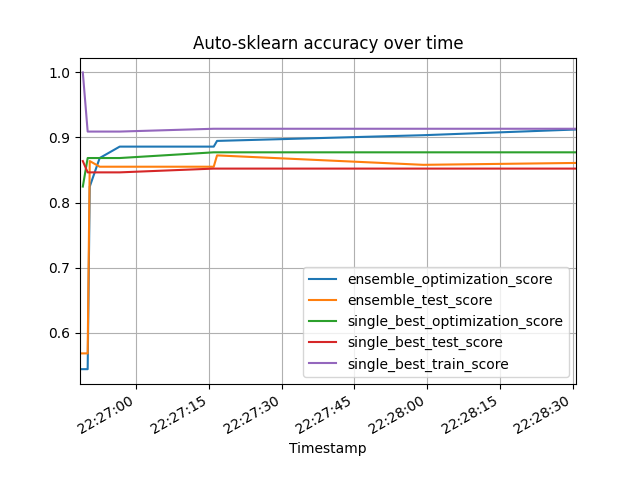 Auto-sklearn accuracy over time
1.0
0.9
0.8
0.7
0.6
ensemble_optimization_score
ensemble_test_score
single_best_optimization_score
single_best_test_score
single_best_train_score
22:27:00
22:27:15
22:27:30
22:27:45
22:28:00
22:28:15
22:28:30
Timestamp